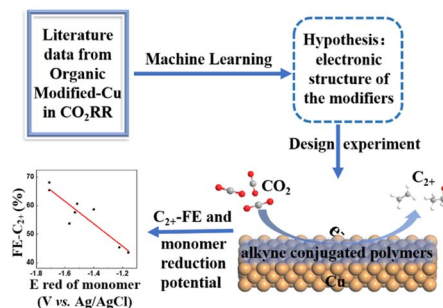 Literature
data from
Organic
Modified-Cu
in CO₂RR
Machine Learning
Hypothesis:
electronic
structure of
the modifiers
Design experiment
CO₂
C₂₊
e⁻
alkyne conjugated polymers
Cu
C₂₊-FE and
monomer
reduction
potential
FE-C₂₊ (%)
70
60
50
40
-1.8 -1.6 -1.4 -1.2
E red of monomer
(V vs. Ag/AgCl)